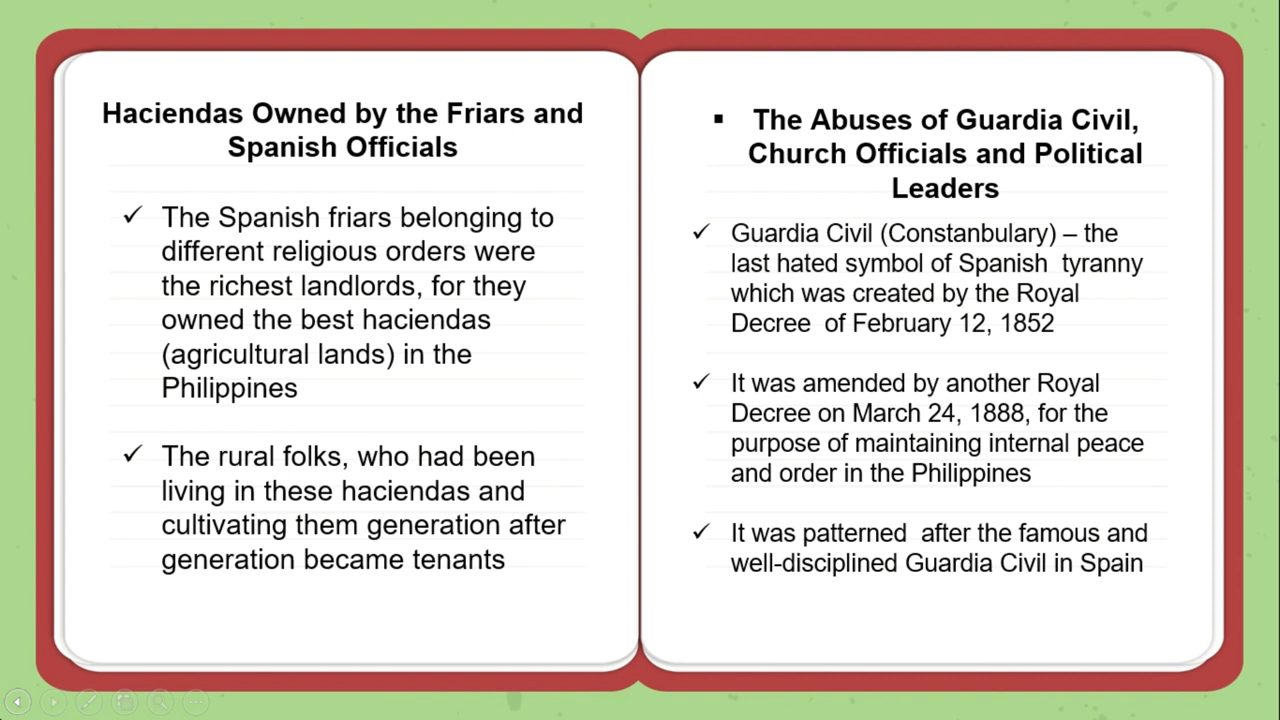 Haciendas Owned by the Friars and
Spanish Officials
✓ The Spanish friars belonging to
different religious orders were
the richest landlords, for they
owned the best haciendas
(agricultural lands) in the
Philippines
✓ The rural folks, who had been
living in these haciendas and
cultivating them generation after
generation became tenants
▪ The Abuses of Guardia Civil,
Church Officials and Political
Leaders
✓ Guardia Civil (Constanbulary) – the
last hated symbol of Spanish  tyranny
which was created by the Royal
Decree  of February 12, 1852
✓ It was amended by another Royal
Decree on March 24, 1888, for the
purpose of maintaining internal peace
and order in the Philippines
✓ It was patterned  after the famous and
well-disciplined Guardia Civil in Spain